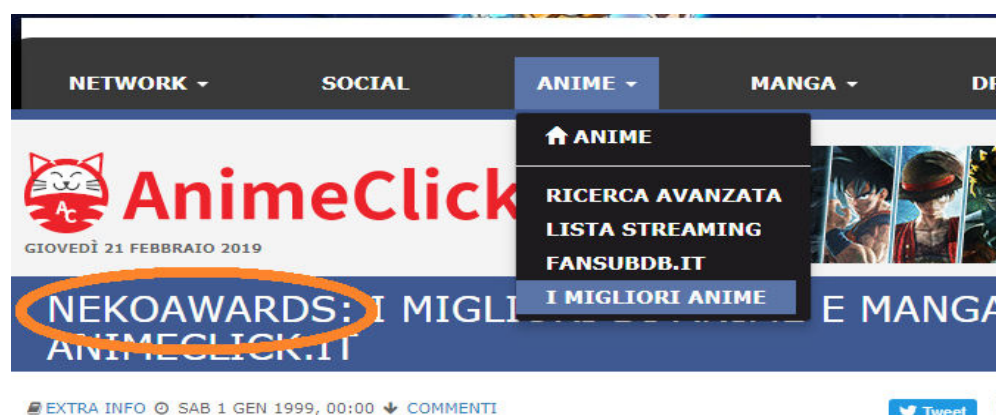 NETWORK SOCIAL ANIME MANGA
ANIME
RICERCA AVANZATA
LISTA STREAMING
FANSUBDB.IT
I MIGLIORI ANIME
AnimeClick
AC
GIOVEDÌ 21 FEBBRAIO 2019
NEKOAWARDS: I E MANGA
ANIMECLICK.IT
EXTRA INFO SAB 1 GEN 1999, 00:00 COMMENTI
Tweet